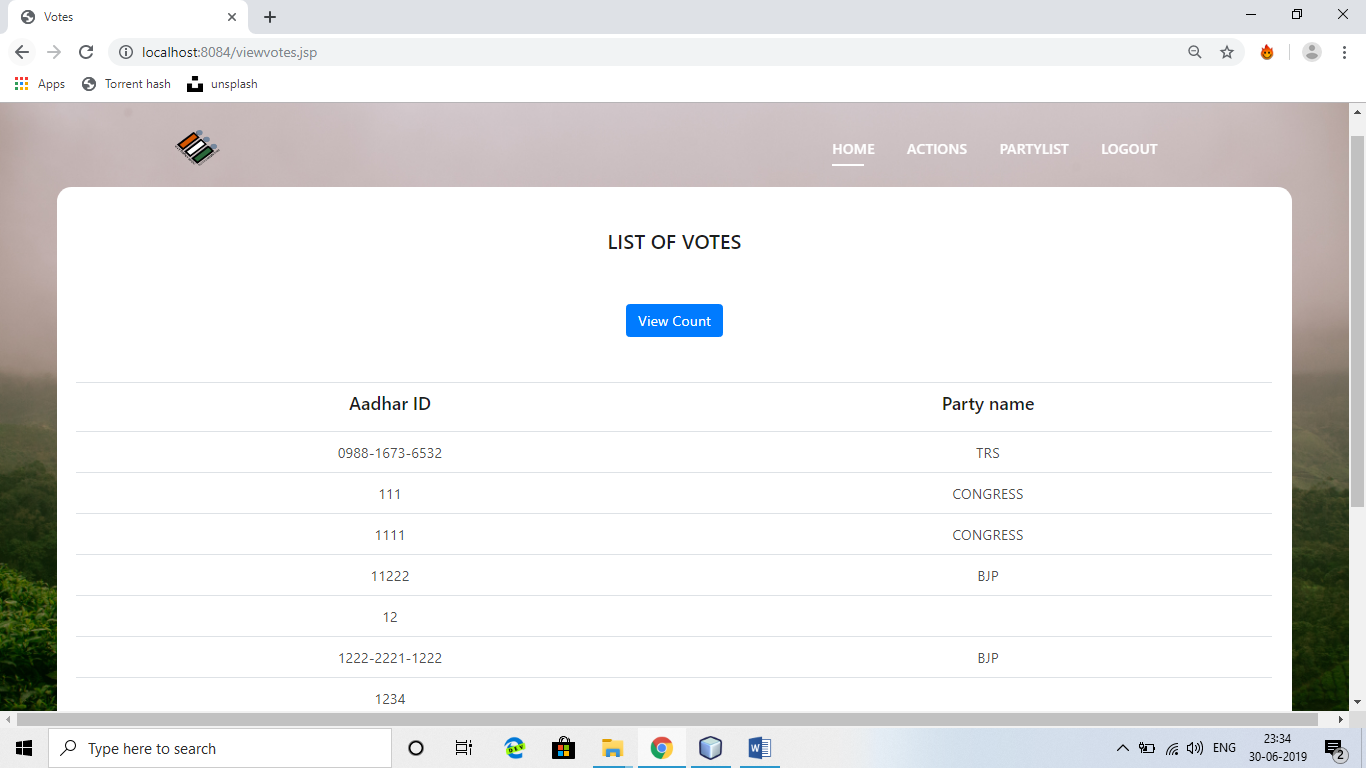 Votes
localhost:8084/viewvotes.jsp
Apps Torrent hash unsplash
HOME ACTIONS PARTYLIST LOGOUT
LIST OF VOTES
View Count
Aadhar ID Party name
0988-1673-6532 TRS
111 CONGRESS
1111 CONGRESS
11222 BJP
12
1222-2221-1222 BJP
1234
Type here to search
DEV
W
ENG
23:34
30-06-2019
2